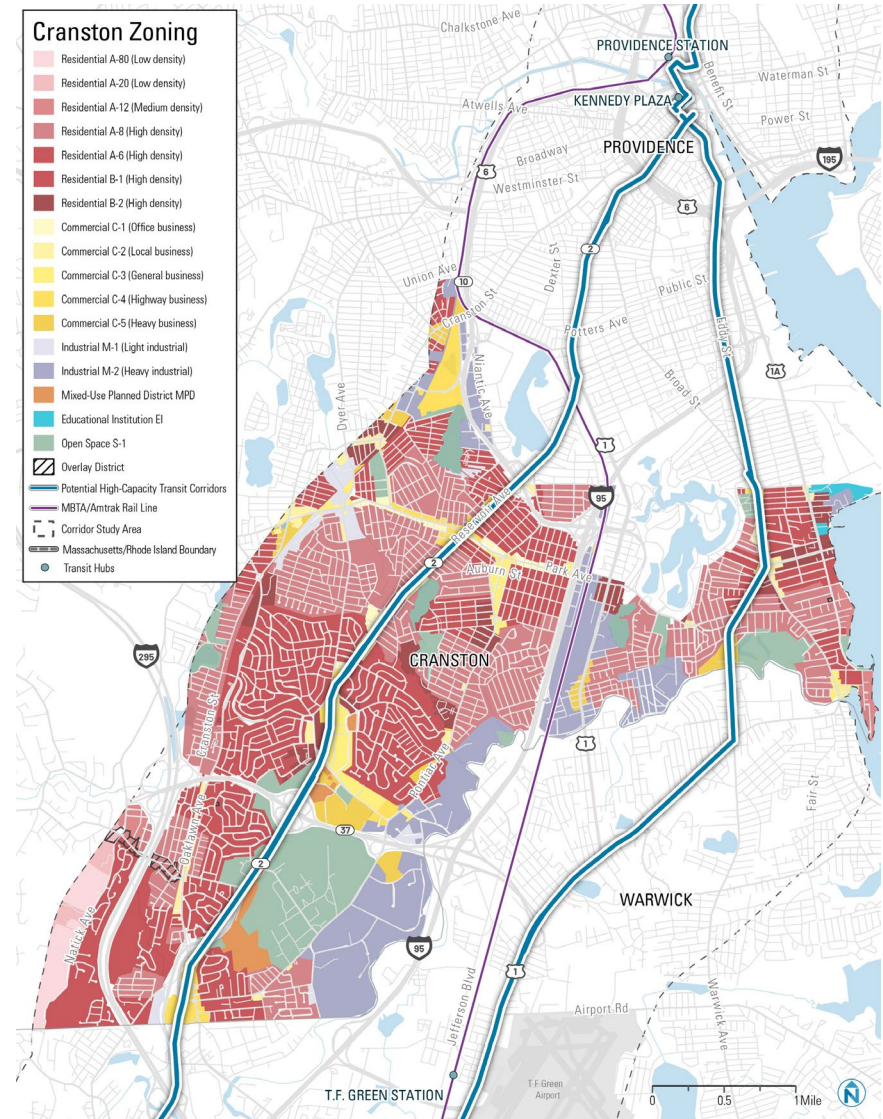 Cranston Zoning
Residential A-80 (Low density)
Residential A-20 (Low density)
Residential A-12 (Medium density)
Residential A-8 (High density)
Residential A-6 (High density)
Residential B-1 (High density)
Residential B-2 (High density)
Commercial C-1 (Office business)
Commercial C-2 (Local business)
Commercial C-3 (General business)
Commercial C-4 (Highway business)
Commercial C-5 (Heavy business)
Industrial M-1 (Light industrial)
Industrial M-2 (Heavy industrial)
Mixed-Use Planned District MPD
Educational Institution EI
Open Space S-1
Overlay District
Potential High-Capacity Transit Corridors
MBTA/Amtrak Rail Line
Corridor Study Area
Massachusetts/Rhode Island Boundary
Transit Hubs
Chalkstone Ave
PROVIDENCE STATION
Benefit St
Waterman St
KENNEDY PLAZA
Atwells Ave
Power St
PROVIDENCE
Broadway
195
6
Westminster St
6
2
Dexter St
Union Ave
10
Public St
Cranston St
Potters Ave
Eddy St
Niantic Ave
Broad St
1A
Dyer Ave
1
95
Reservoir Ave
2
Auburn St
Park Ave
CRANSTON
295
Cranston St
1
Pontiac Ave
Fair St
37
Oaklawn Ave
2
WARWICK
Natick Ave
95
1
Jefferson Blvd
Airport Rd
Warwick Ave
T.F. GREEN STATION
T F Green
Airport
0
0.5
1 Mile
N